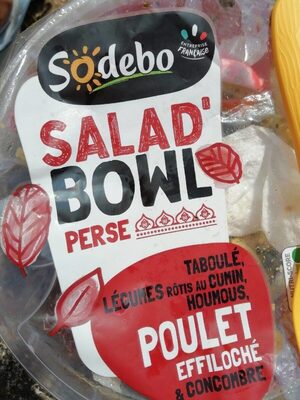 Sodebo
ENTREPRISE
FRANÇAISE
SALAD'
BOWL
PERSE
TABOULÉ,
LÉGUMES RÔTIS AU CUMIN,
HOUMOUS,
POULET
EFFILOCHÉ
& CONCOMBRE